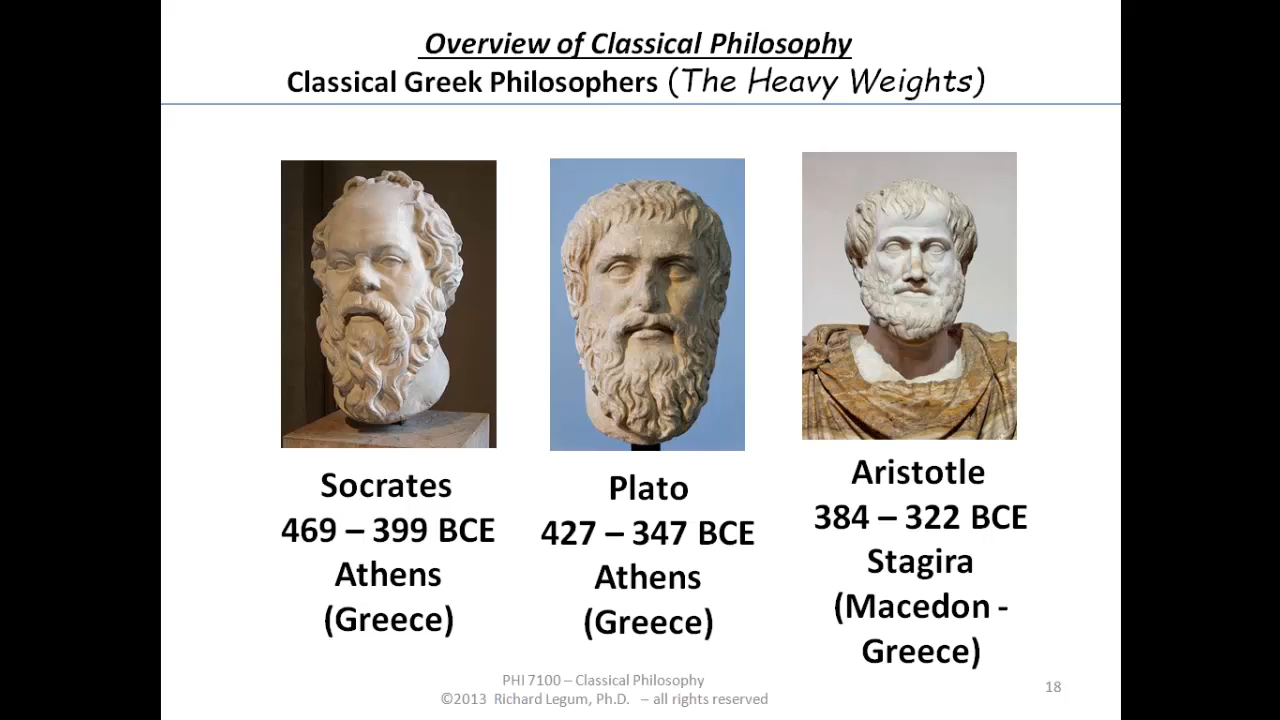 Overview of Classical Philosophy
Classical Greek Philosophers (The Heavy Weights)
Socrates
469 – 399 BCE
Athens
(Greece)
Plato
427 – 347 BCE
Athens
(Greece)
Aristotle
384 – 322 BCE
Stagira
(Macedon -
Greece)
PHI 7100 – Classical Philosophy
©2013 Richard Legum, Ph.D. – all rights reserved
18